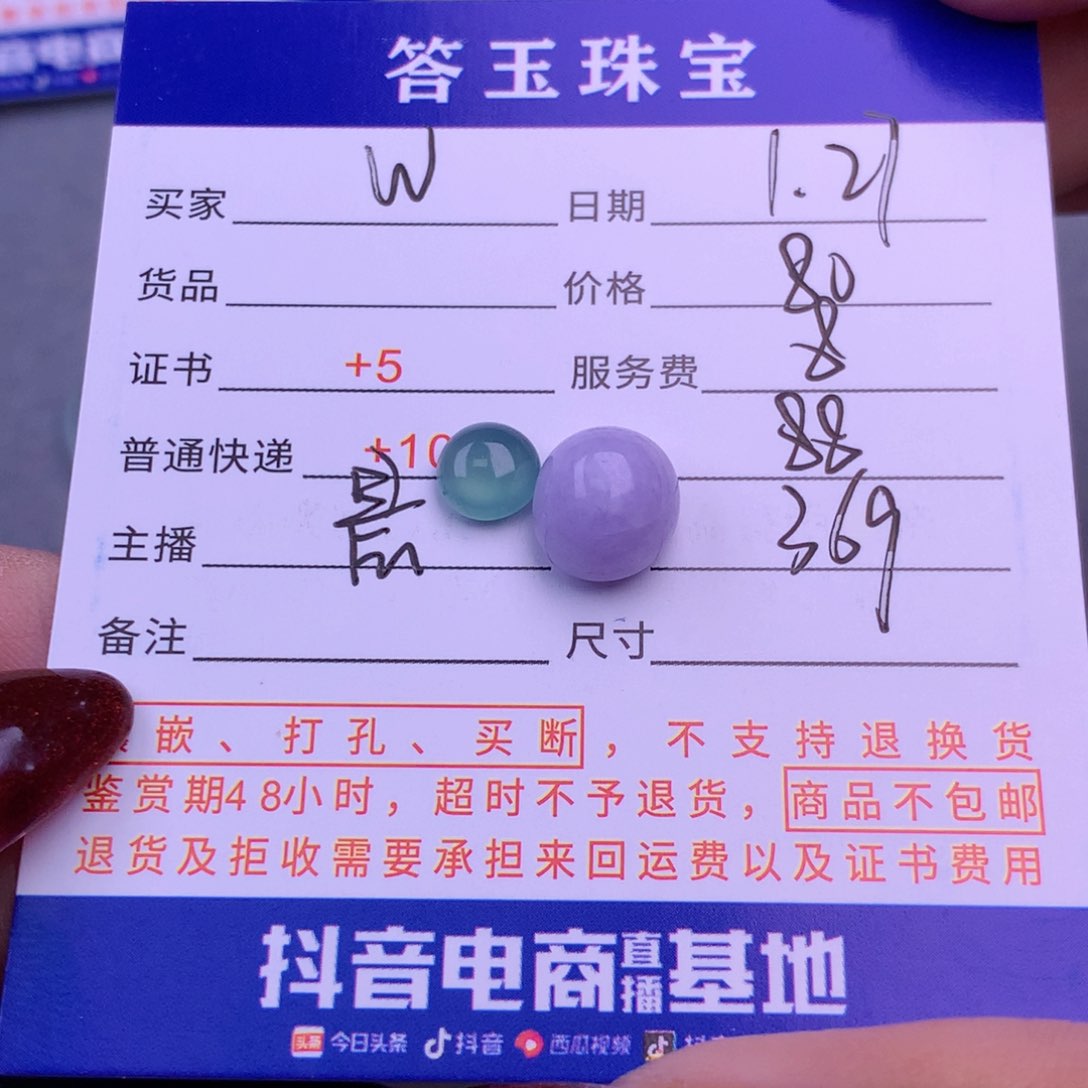 答玉珠宝
买家 W 日期 1.27
货品 价格 80
证书 +5 服务费 8
普通快递 +10 88
主播 369
备注 尺寸
嵌、打孔、买断，不支持退换货
鉴赏期48小时，超时不予退货，商品不包邮
退货及拒收需要承担来回运费以及证书费用
抖音电商直播基地
头条 今日头条 抖音 西瓜视频